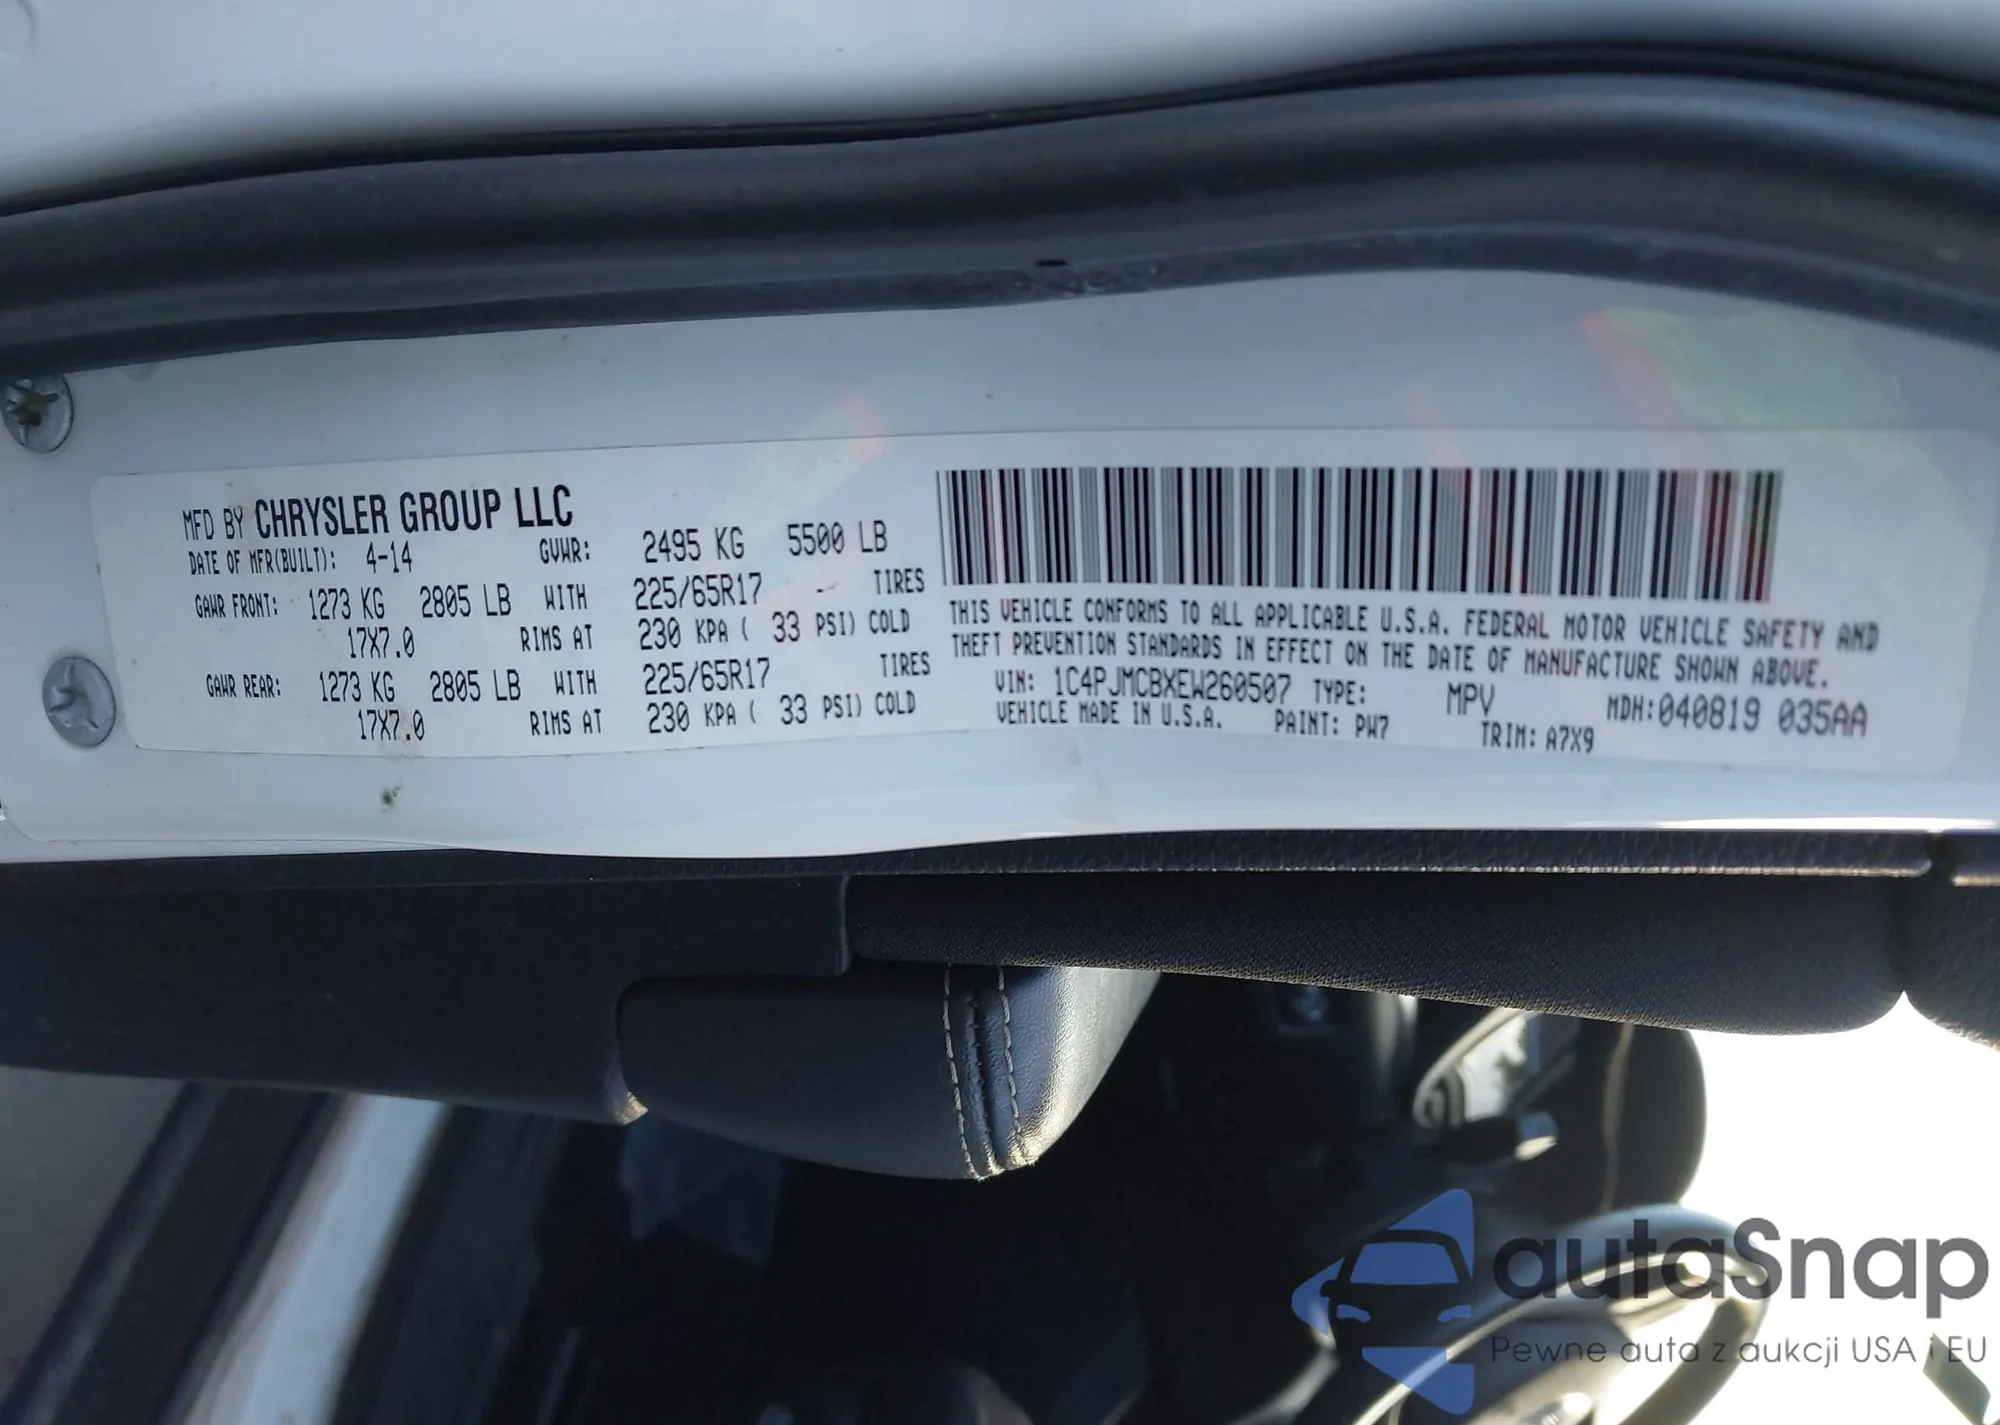 MFD BY CHRYSLER GROUP LLC
DATE OF MFR(BUILT): 4-14 GVWR: 2495 KG 5500 LB
GAWR FRONT: 1273 KG 2805 LB WITH 225/65R17 - TIRES
17X7.0 RIMS AT 230 KPA ( 33 PSI) COLD
GAWR REAR: 1273 KG 2805 LB WITH 225/65R17 TIRES
17X7.0 RIMS AT 230 KPA ( 33 PSI) COLD
THIS VEHICLE CONFORMS TO ALL APPLICABLE U.S.A. FEDERAL MOTOR VEHICLE SAFETY AND
THEFT PREVENTION STANDARDS IN EFFECT ON THE DATE OF MANUFACTURE SHOWN ABOVE.
VIN: 1C4PJMCBXEW260507 TYPE: MPV MDH:040819 035AA
VEHICLE MADE IN U.S.A. PAINT: PW7 TRIM: A7X9
autaSnap
Pewne auta z aukcji USA i EU